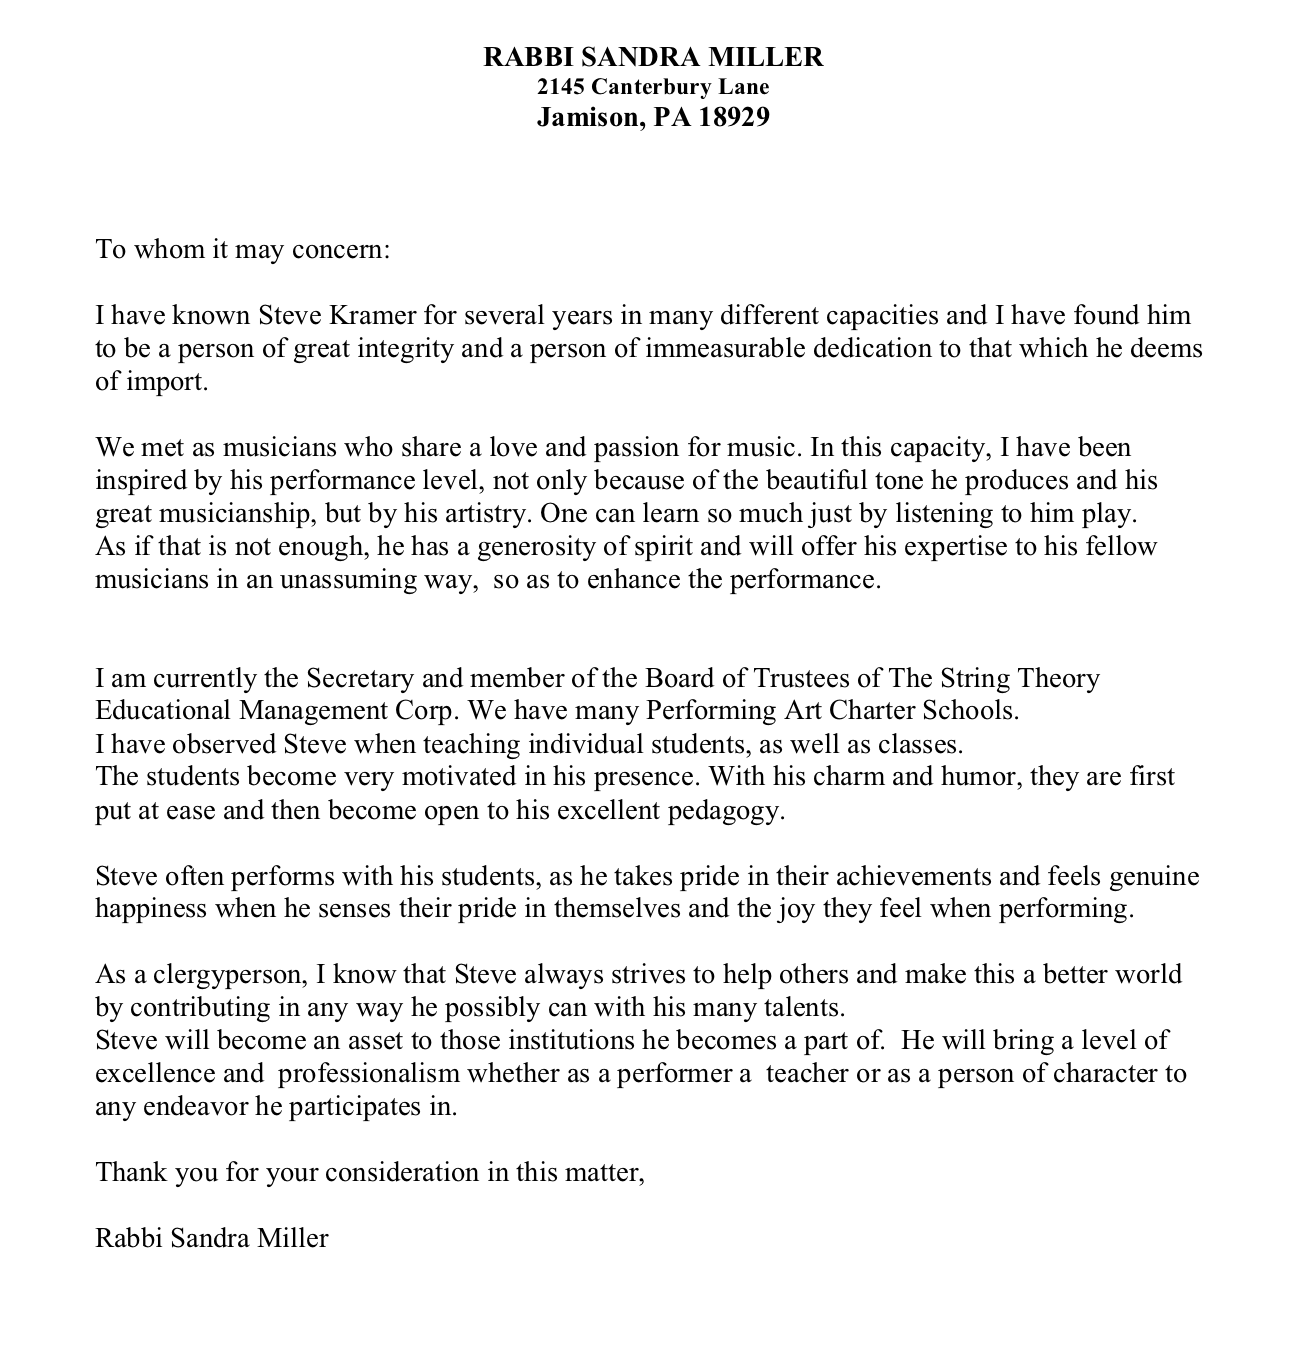 RABBI SANDRA MILLER
2145 Canterbury Lane
Jamison, PA 18929
To whom it may concern:
I have known Steve Kramer for several years in many different capacities and I have found him
to be a person of great integrity and a person of immeasurable dedication to that which he deems
of import.
We met as musicians who share a love and passion for music. In this capacity, I have been
inspired by his performance level, not only because of the beautiful tone he produces and his
great musicianship, but by his artistry. One can learn so much just by listening to him play.
As if that is not enough, he has a generosity of spirit and will offer his expertise to his fellow
musicians in an unassuming way,  so as to enhance the performance.
I am currently the Secretary and member of the Board of Trustees of The String Theory
Educational Management Corp. We have many Performing Art Charter Schools.
I have observed Steve when teaching individual students, as well as classes.
The students become very motivated in his presence. With his charm and humor, they are first
put at ease and then become open to his excellent pedagogy.
Steve often performs with his students, as he takes pride in their achievements and feels genuine
happiness when he senses their pride in themselves and the joy they feel when performing.
As a clergyperson, I know that Steve always strives to help others and make this a better world
by contributing in any way he possibly can with his many talents.
Steve will become an asset to those institutions he becomes a part of.  He will bring a level of
excellence and  professionalism whether as a performer a  teacher or as a person of character to
any endeavor he participates in.
Thank you for your consideration in this matter,
Rabbi Sandra Miller